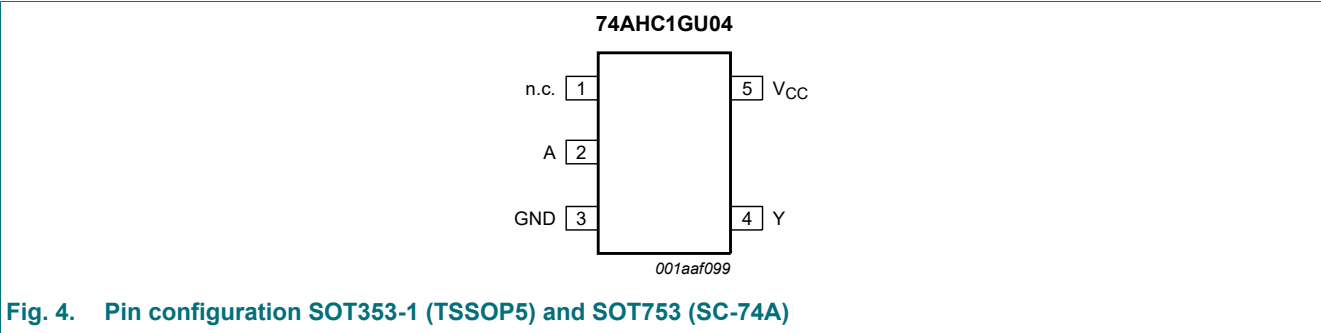 74AHC1GU04
n.c. 1
5 VCC
A 2
GND 3
4 Y
001aaf099
Fig. 4. Pin configuration SOT353-1 (TSSOP5) and SOT753 (SC-74A)